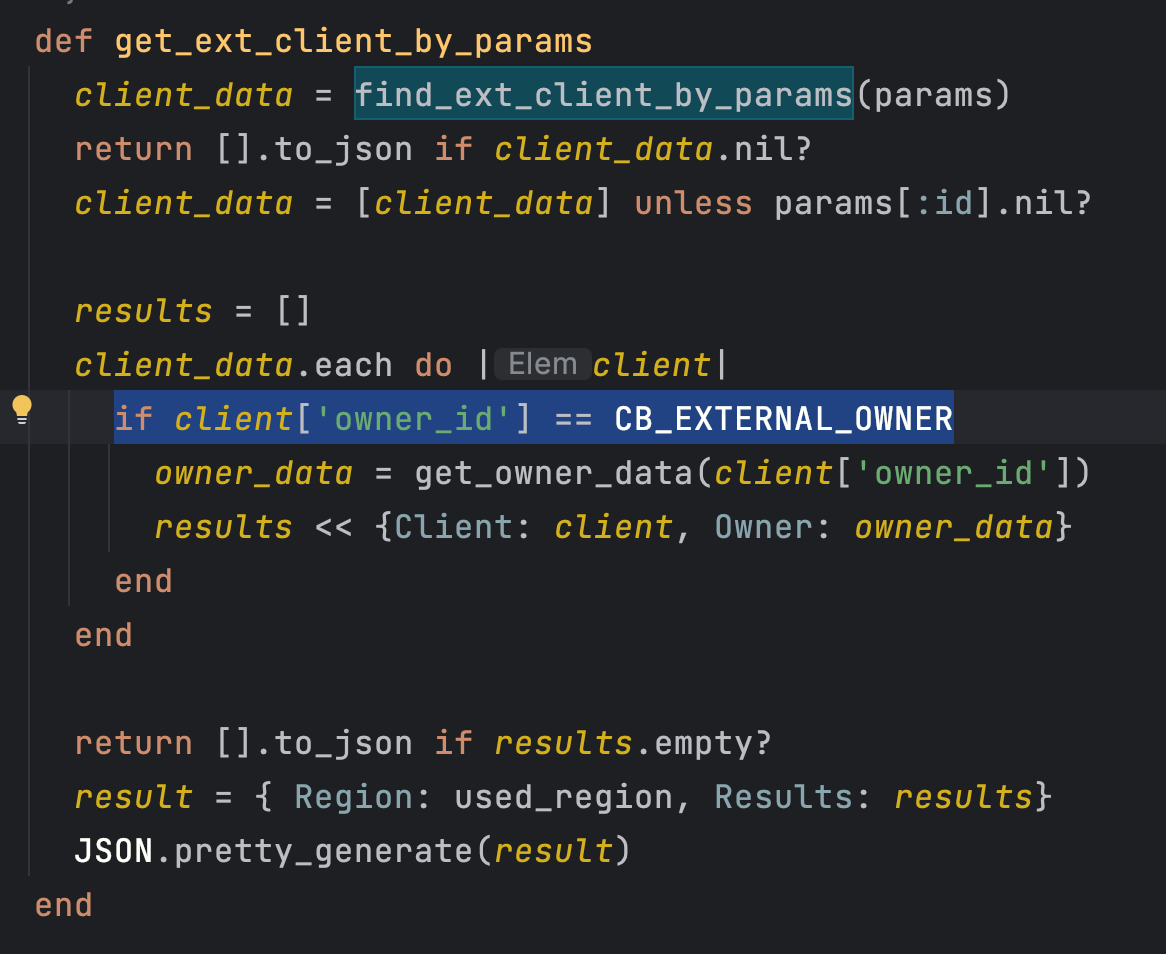 def get_ext_client_by_params
client_data = find_ext_client_by_params(params)
return [].to_json if client_data.nil?
client_data = [client_data] unless params[:id].nil?
results = []
client_data.each do | Elem client|
if client['owner_id'] == CB_EXTERNAL_OWNER
owner_data = get_owner_data(client['owner_id'])
results << {Client: client, Owner: owner_data}
end
end
return [].to_json if results.empty?
result = { Region: used_region, Results: results}
JSON.pretty_generate(result)
end